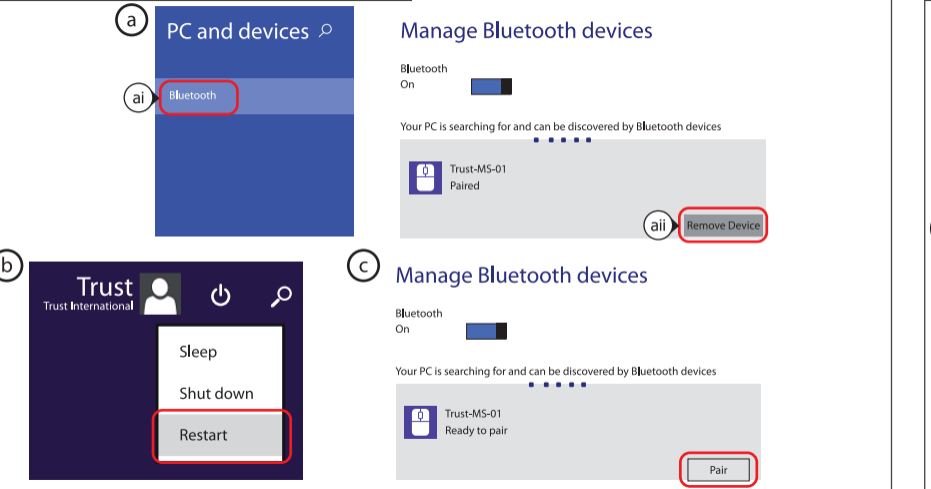 a
PC and devices
ai
Bluetooth
Manage Bluetooth devices
Bluetooth
On
Your PC is searching for and can be discovered by Bluetooth devices
Trust-MS-01
Paired
aii
Remove Device
b
Trust
Trust International
Sleep
Shut down
Restart
c
Manage Bluetooth devices
Bluetooth
On
Your PC is searching for and can be discovered by Bluetooth devices
Trust-MS-01
Ready to pair
Pair